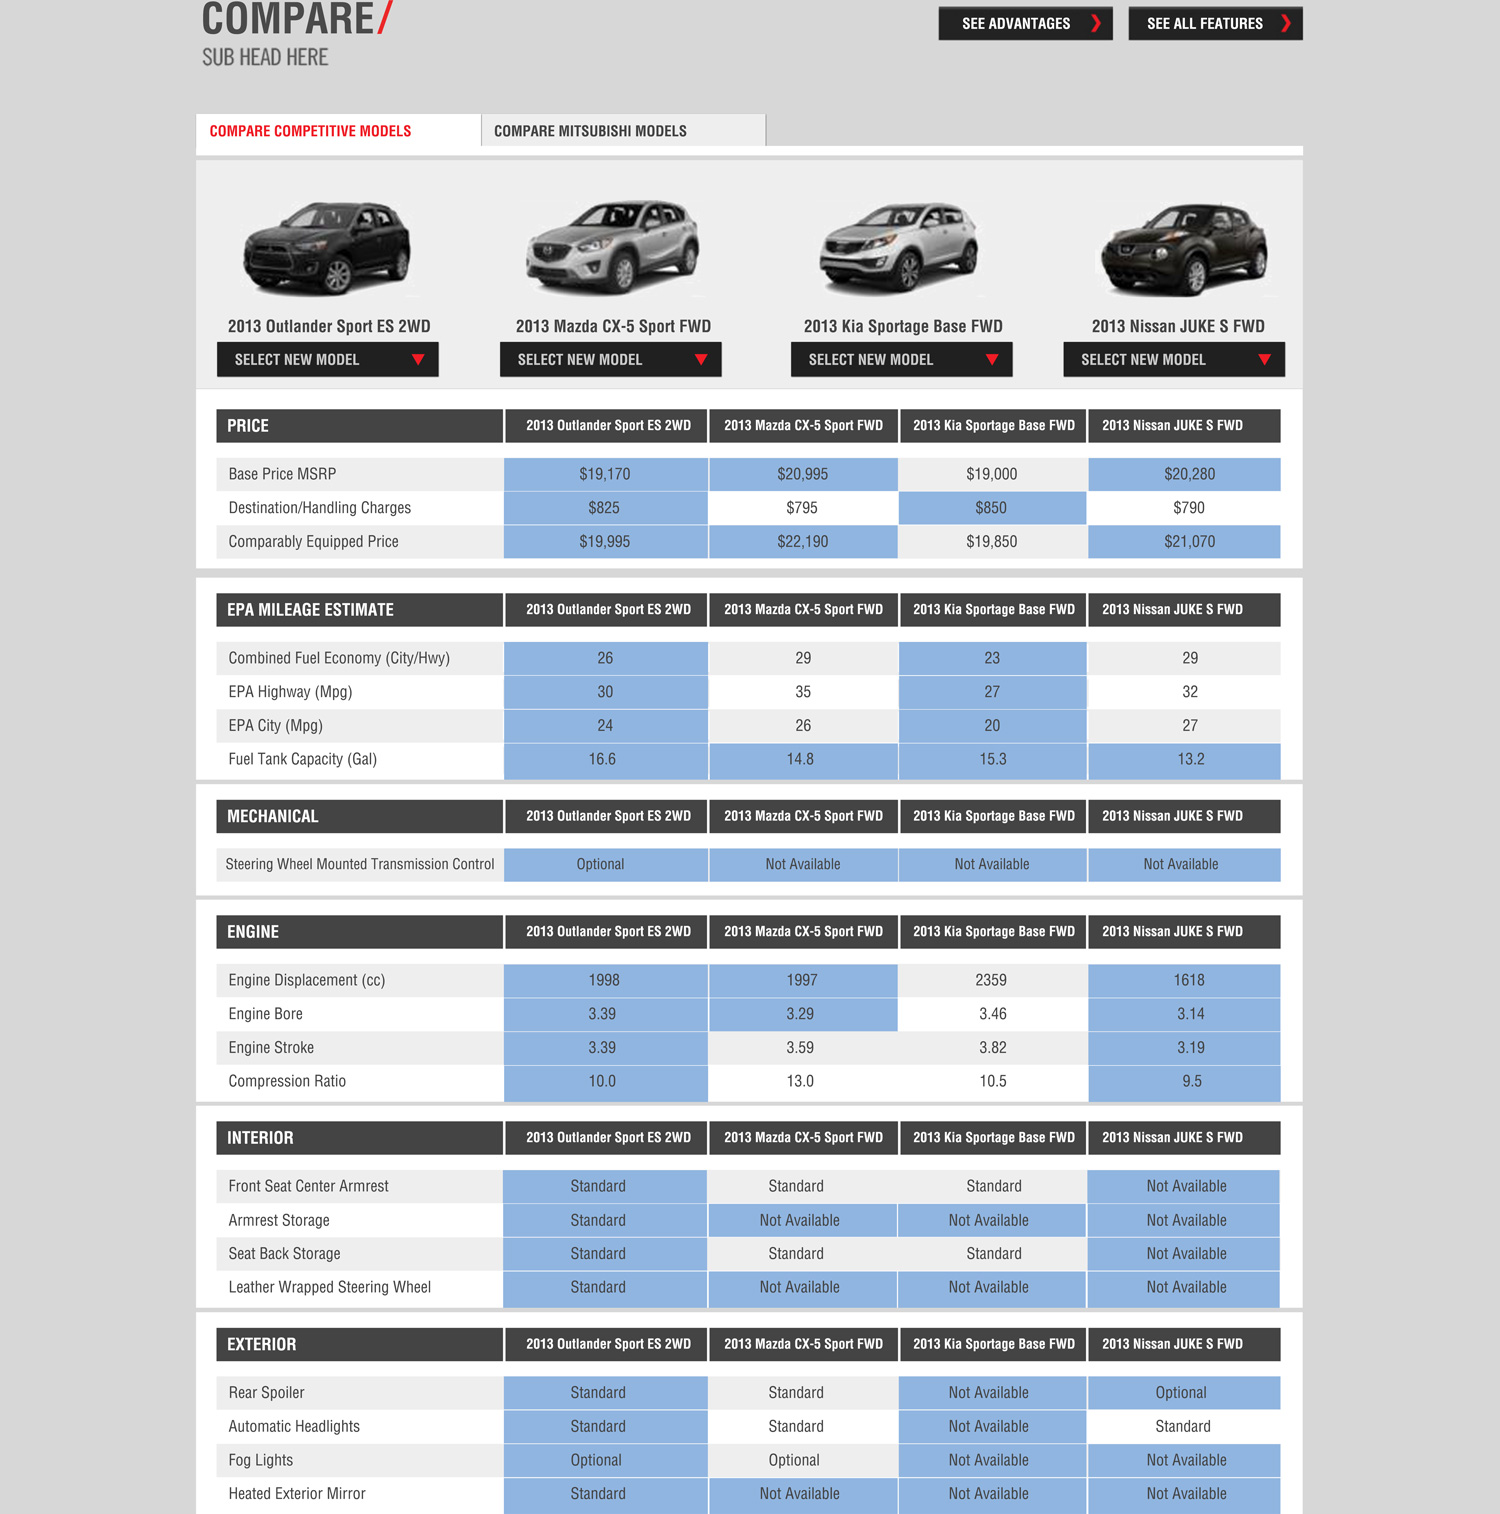 COMPARE/
SEE ADVANTAGES
SEE ALL FEATURES
SUB HEAD HERE
COMPARE COMPETITIVE MODELS
COMPARE MITSUBISHI MODELS
2013 Outlander Sport ES 2WD
2013 Mazda CX-5 Sport FWD
2013 Kia Sportage Base FWD
2013 Nissan JUKE S FWD
SELECT NEW MODEL
SELECT NEW MODEL
SELECT NEW MODEL
SELECT NEW MODEL
PRICE 2013 Outlander Sport ES 2WD 2013 Mazda CX-5 Sport FWD 2013 Kia Sportage Base FWD 2013 Nissan JUKE S FWD
Base Price MSRP $19,170 $20,995 $19,000 $20,280
Destination/Handling Charges $825 $795 $850 $790
Comparably Equipped Price $19,995 $22,190 $19,850 $21,070
EPA MILEAGE ESTIMATE 2013 Outlander Sport ES 2WD 2013 Mazda CX-5 Sport FWD 2013 Kia Sportage Base FWD 2013 Nissan JUKE S FWD
Combined Fuel Economy (City/Hwy) 26 29 23 29
EPA Highway (Mpg) 30 35 27 32
EPA City (Mpg) 24 26 20 27
Fuel Tank Capacity (Gal) 16.6 14.8 15.3 13.2
MECHANICAL 2013 Outlander Sport ES 2WD 2013 Mazda CX-5 Sport FWD 2013 Kia Sportage Base FWD 2013 Nissan JUKE S FWD
Steering Wheel Mounted Transmission Control Optional Not Available Not Available Not Available
ENGINE 2013 Outlander Sport ES 2WD 2013 Mazda CX-5 Sport FWD 2013 Kia Sportage Base FWD 2013 Nissan JUKE S FWD
Engine Displacement (cc) 1998 1997 2359 1618
Engine Bore 3.39 3.29 3.46 3.14
Engine Stroke 3.39 3.59 3.82 3.19
Compression Ratio 10.0 13.0 10.5 9.5
INTERIOR 2013 Outlander Sport ES 2WD 2013 Mazda CX-5 Sport FWD 2013 Kia Sportage Base FWD 2013 Nissan JUKE S FWD
Front Seat Center Armrest Standard Standard Standard Not Available
Armrest Storage Standard Not Available Not Available Not Available
Seat Back Storage Standard Standard Standard Not Available
Leather Wrapped Steering Wheel Standard Not Available Not Available Not Available
EXTERIOR 2013 Outlander Sport ES 2WD 2013 Mazda CX-5 Sport FWD 2013 Kia Sportage Base FWD 2013 Nissan JUKE S FWD
Rear Spoiler Standard Standard Not Available Optional
Automatic Headlights Standard Standard Not Available Standard
Fog Lights Optional Optional Not Available Not Available
Heated Exterior Mirror Standard Not Available Not Available Not Available